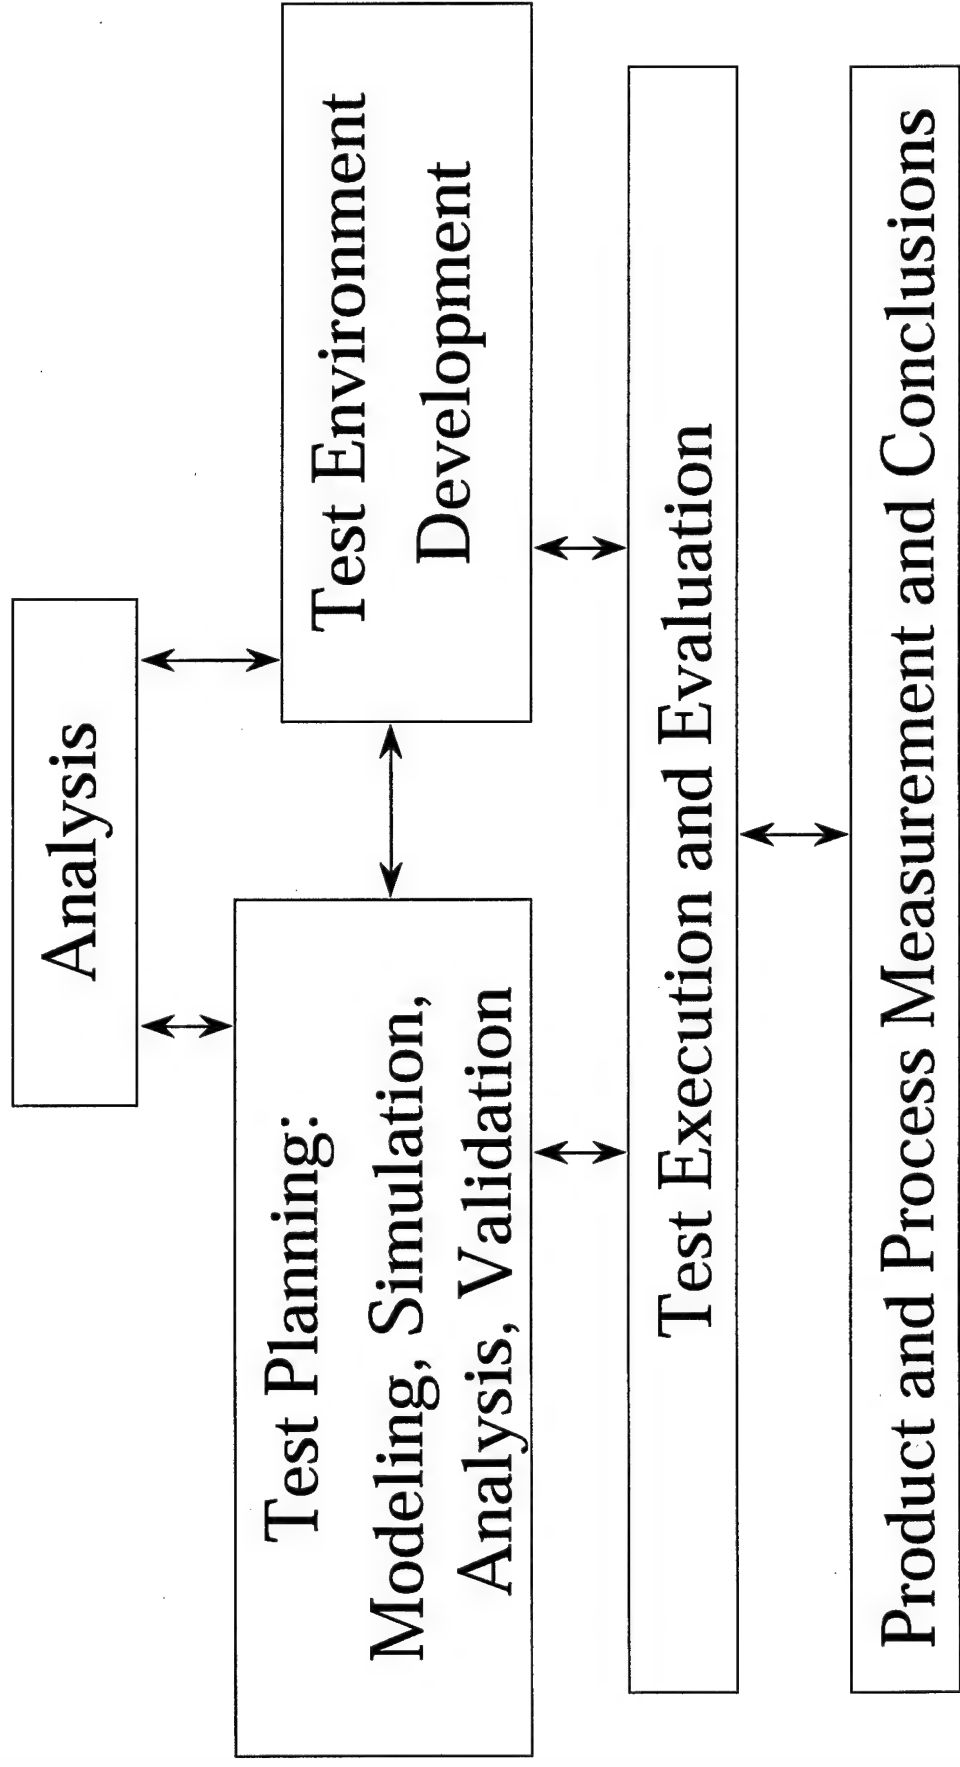 Analysis
Test Planning:
Modeling, Simulation,
Analysis, Validation
Test Environment
Development
Test Execution and Evaluation
Product and Process Measurement and Conclusions